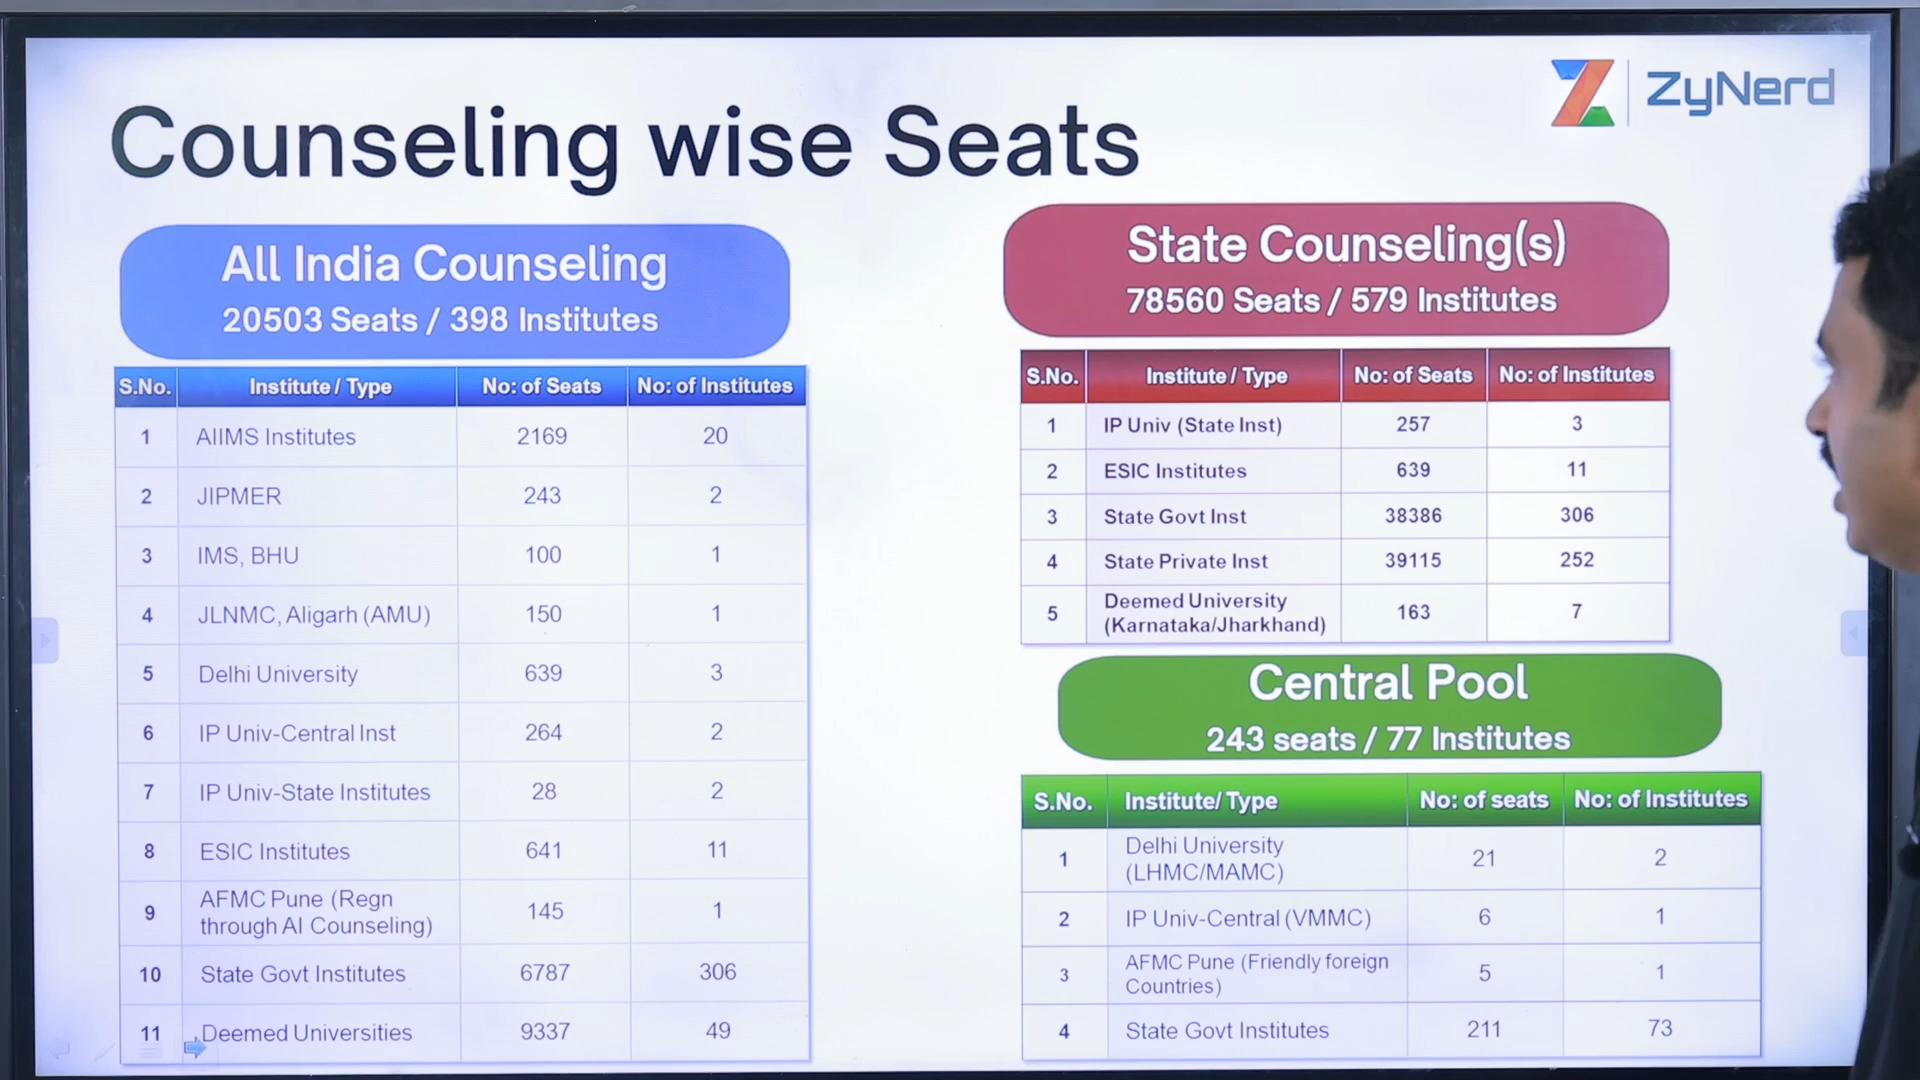 ZyNerd
Counseling wise Seats
All India Counseling
20503 Seats / 398 Institutes
S.No. Institute / Type No: of Seats No: of Institutes
1 AIIMS Institutes 2169 20
2 JIPMER 243 2
3 IMS, BHU 100 1
4 JLNMC, Aligarh (AMU) 150 1
5 Delhi University 639 3
6 IP Univ-Central Inst 264 2
7 IP Univ-State Institutes 28 2
8 ESIC Institutes 641 11
9 AFMC Pune (Regn
through AI Counseling) 145 1
10 State Govt Institutes 6787 306
11 Deemed Universities 9337 49
State Counseling(s)
78560 Seats / 579 Institutes
S.No. Institute / Type No: of Seats No: of Institutes
1 IP Univ (State Inst) 257 3
2 ESIC Institutes 639 11
3 State Govt Inst 38386 306
4 State Private Inst 39115 252
5 Deemed University
(Karnataka/Jharkhand) 163 7
Central Pool
243 seats / 77 Institutes
S.No. Institute/ Type No: of seats No: of Institutes
1 Delhi University
(LHMC/MAMC) 21 2
2 IP Univ-Central (VMMC) 6 1
3 AFMC Pune (Friendly foreign
Countries) 5 1
4 State Govt Institutes 211 73